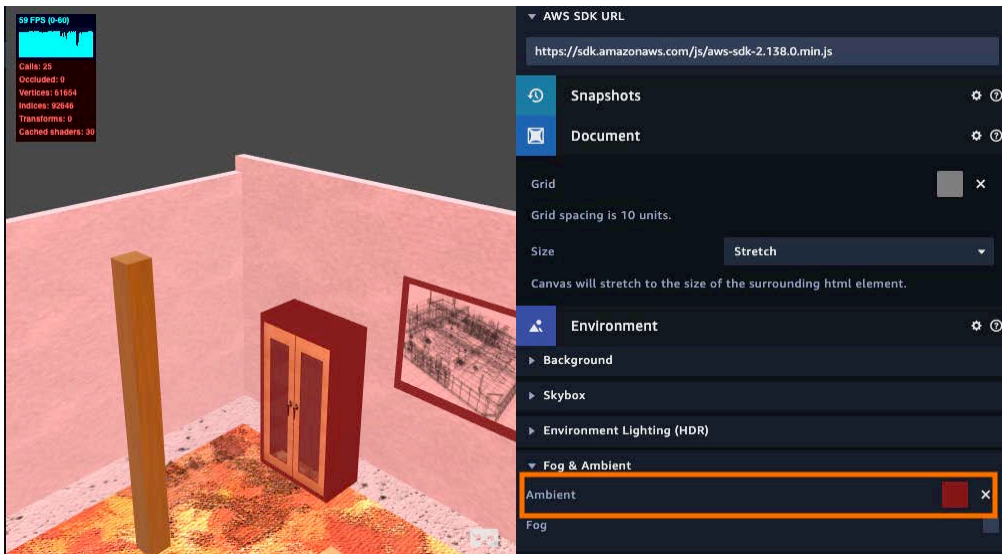 59 FPS (0-60)
Calls: 25
Occluded: 0
Vertices: 61654
Indices: 92646
Transforms: 0
Cached shaders: 30
AWS SDK URL
https://sdk.amazonaws.com/js/aws-sdk-2.138.0.min.js
Snapshots
Document
Grid
Grid spacing is 10 units.
Size Stretch
Canvas will stretch to the size of the surrounding html element.
Environment
Background
Skybox
Environment Lighting (HDR)
Fog & Ambient
Ambient
Fog